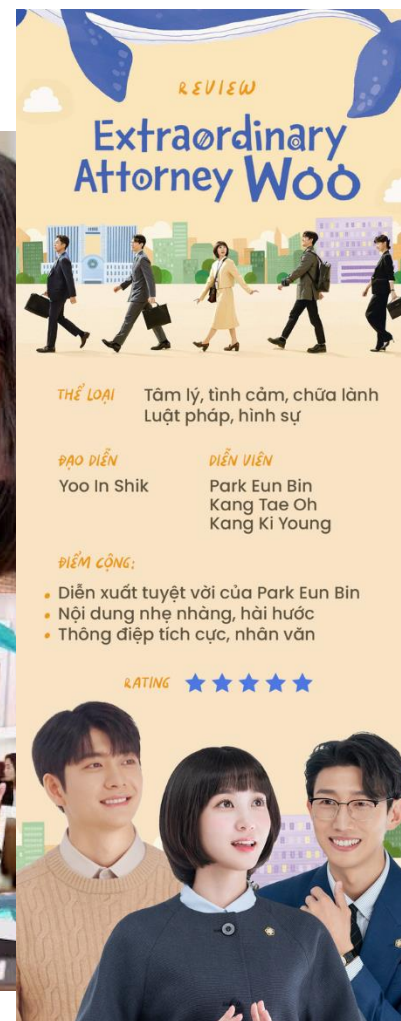 REVIEW
Extraordinary
Attorney Woo
THỂ LOẠI
Tâm lý, tình cảm, chữa lành
Luật pháp, hình sự
ĐẠO DIỄN
Yoo In Shik
DIỄN VIÊN
Park Eun Bin
Kang Tae Oh
Kang Ki Young
ĐIỂM CỘNG:
• Diễn xuất tuyệt vời của Park Eun Bin
• Nội dung nhẹ nhàng, hài hước
• Thông điệp tích cực, nhân văn
RATING